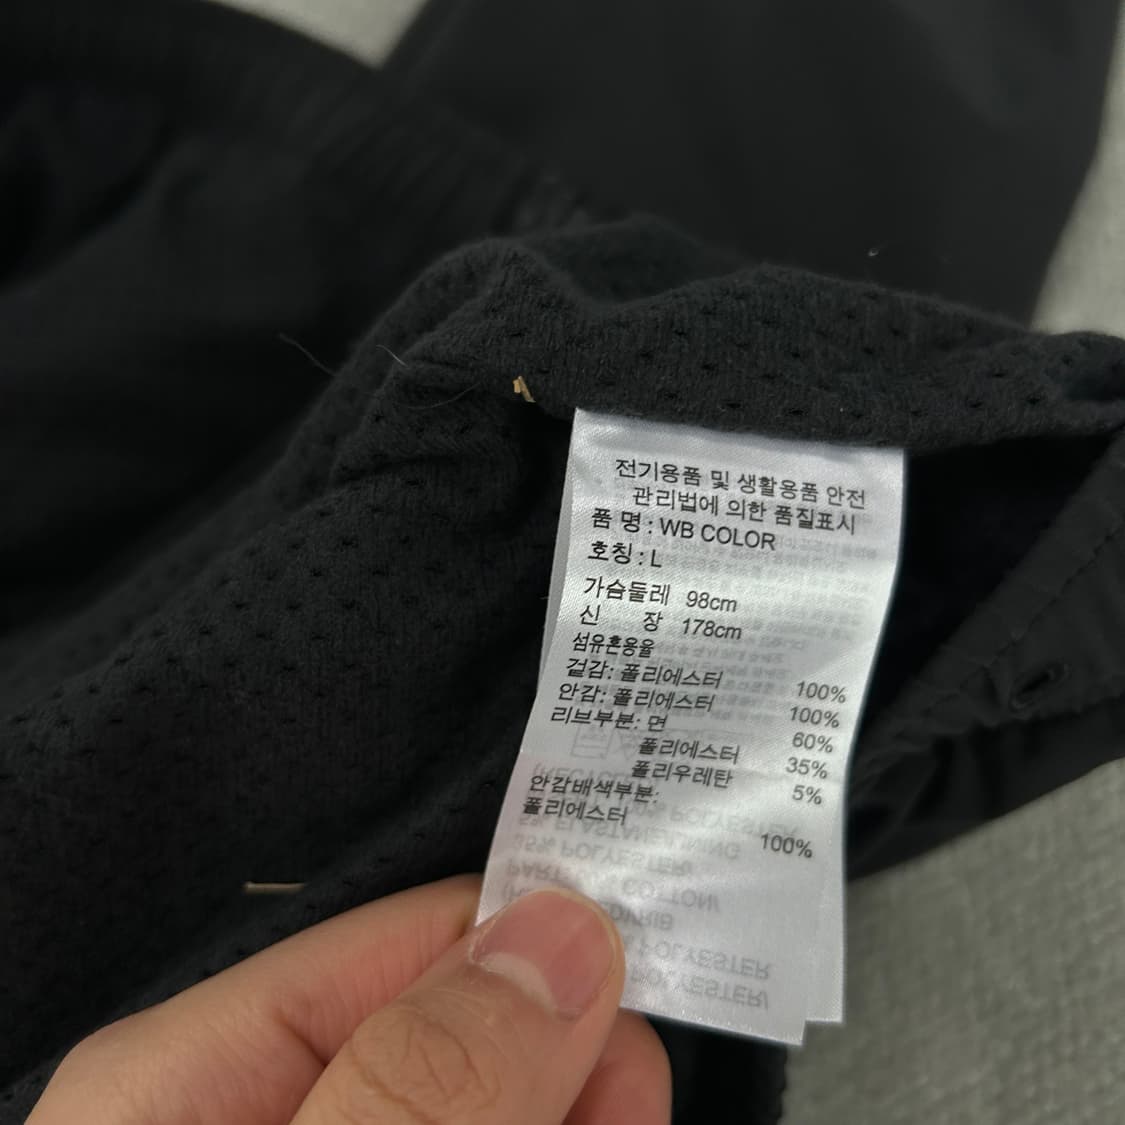 전기용품 및 생활용품 안전
관리법에 의한 품질표시
품 명 : WB COLOR
호칭 : L
가슴둘레 98cm
신 장 178cm
섬유혼용율
겉감: 폴리에스터 100%
안감: 폴리에스터 100%
리브부분: 면 60%
폴리에스터 35%
폴리우레탄 5%
안감배색부분:
폴리에스터 100%